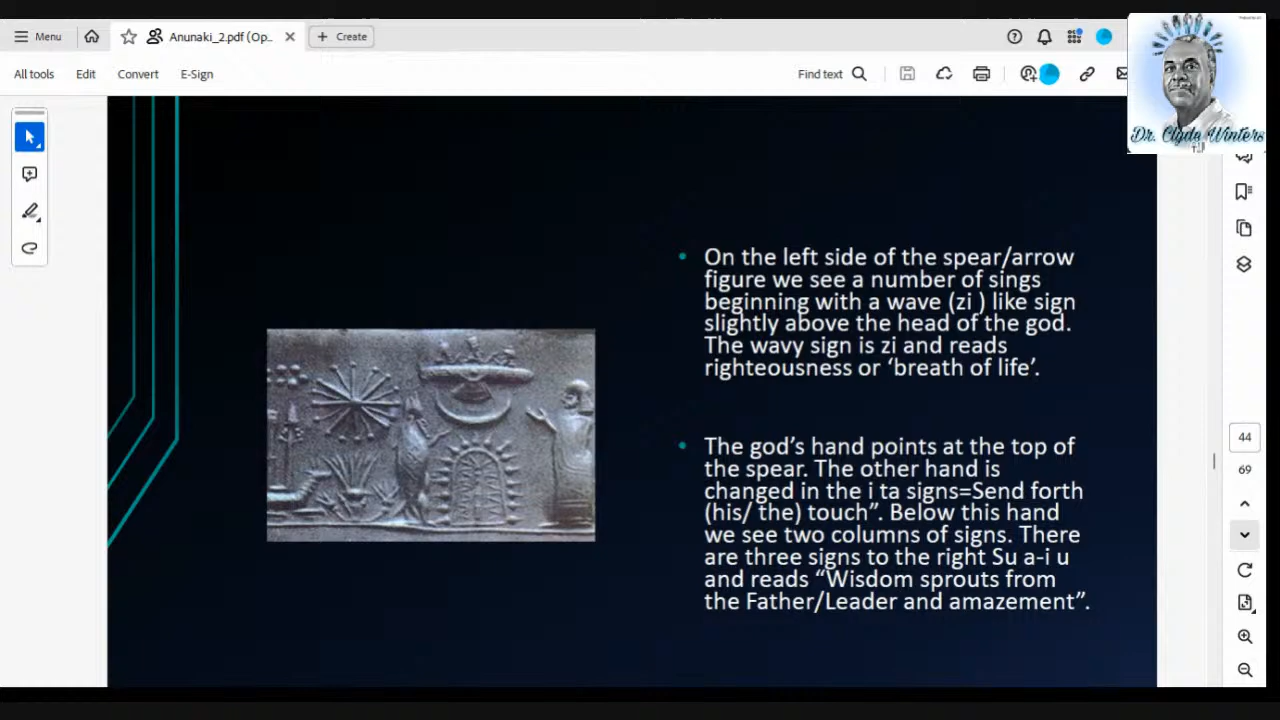 Menu
Anunaki_2.pdf (Op...
Create
All tools
Edit
Convert
E-Sign
Find text
Dr. Clyde Winters
• On the left side of the spear/arrow
figure we see a number of sings
beginning with a wave (zi ) like sign
slightly above the head of the god.
The wavy sign is zi and reads
righteousness or ‘breath of life’.
• The god’s hand points at the top of
the spear. The other hand is
changed in the i ta signs=Send forth
(his/ the) touch”. Below this hand
we see two columns of signs. There
are three signs to the right Su a-i u
and reads “Wisdom sprouts from
the Father/Leader and amazement”.
44
69